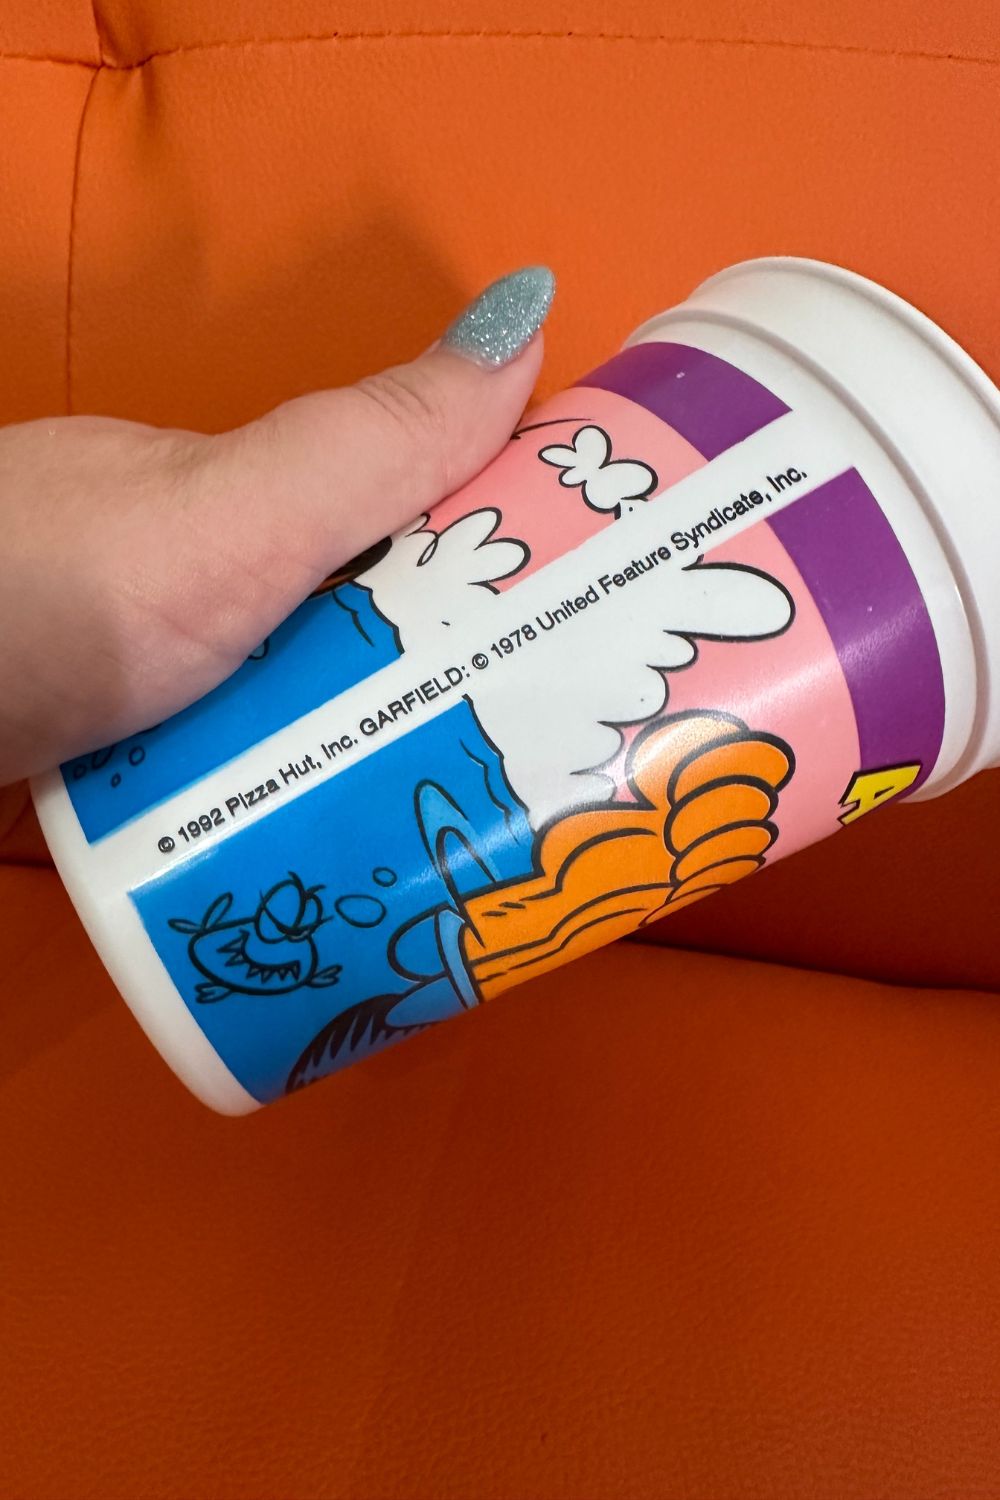 © 1992 Pizza Hut, Inc. GARFIELD: © 1978 United Feature Syndicate, Inc.
A